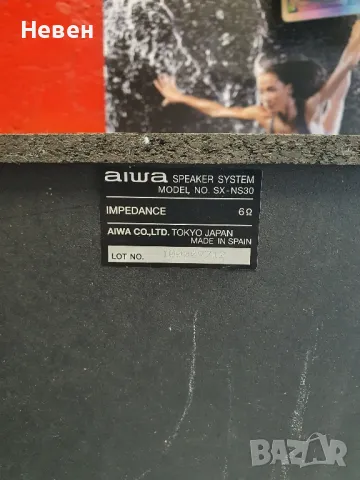 Невен
aiwa SPEAKER SYSTEM
MODEL NO. SX-NS30
IMPEDANCE 6Ω
AIWA CO.,LTD. TOKYO JAPAN
MADE IN SPAIN
LOT NO.
BAZAR